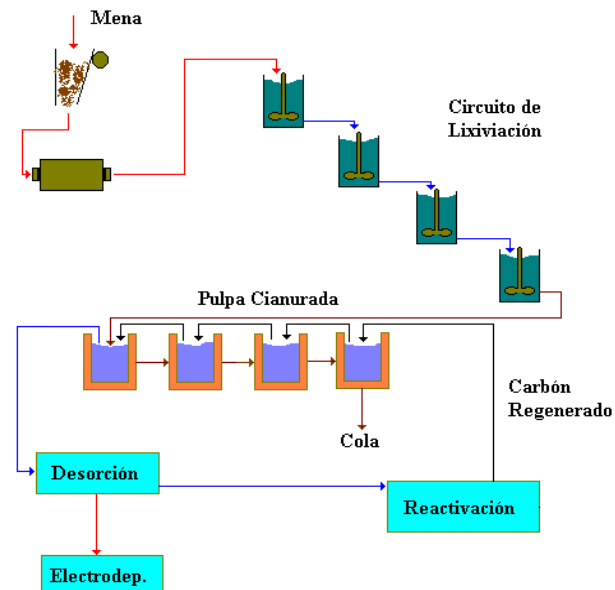 Mena
Circuito de
Lixiviación
Pulpa Cianurada
Carbón
Regenerado
Cola
Desorción
Reactivación
Electrodep.